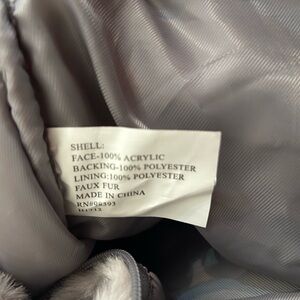 SHELL:
FACE-100% ACRYLIC
BACKING-100% POLYESTER
LINING:100% POLYESTER
FAUX FUR
MADE IN CHINA